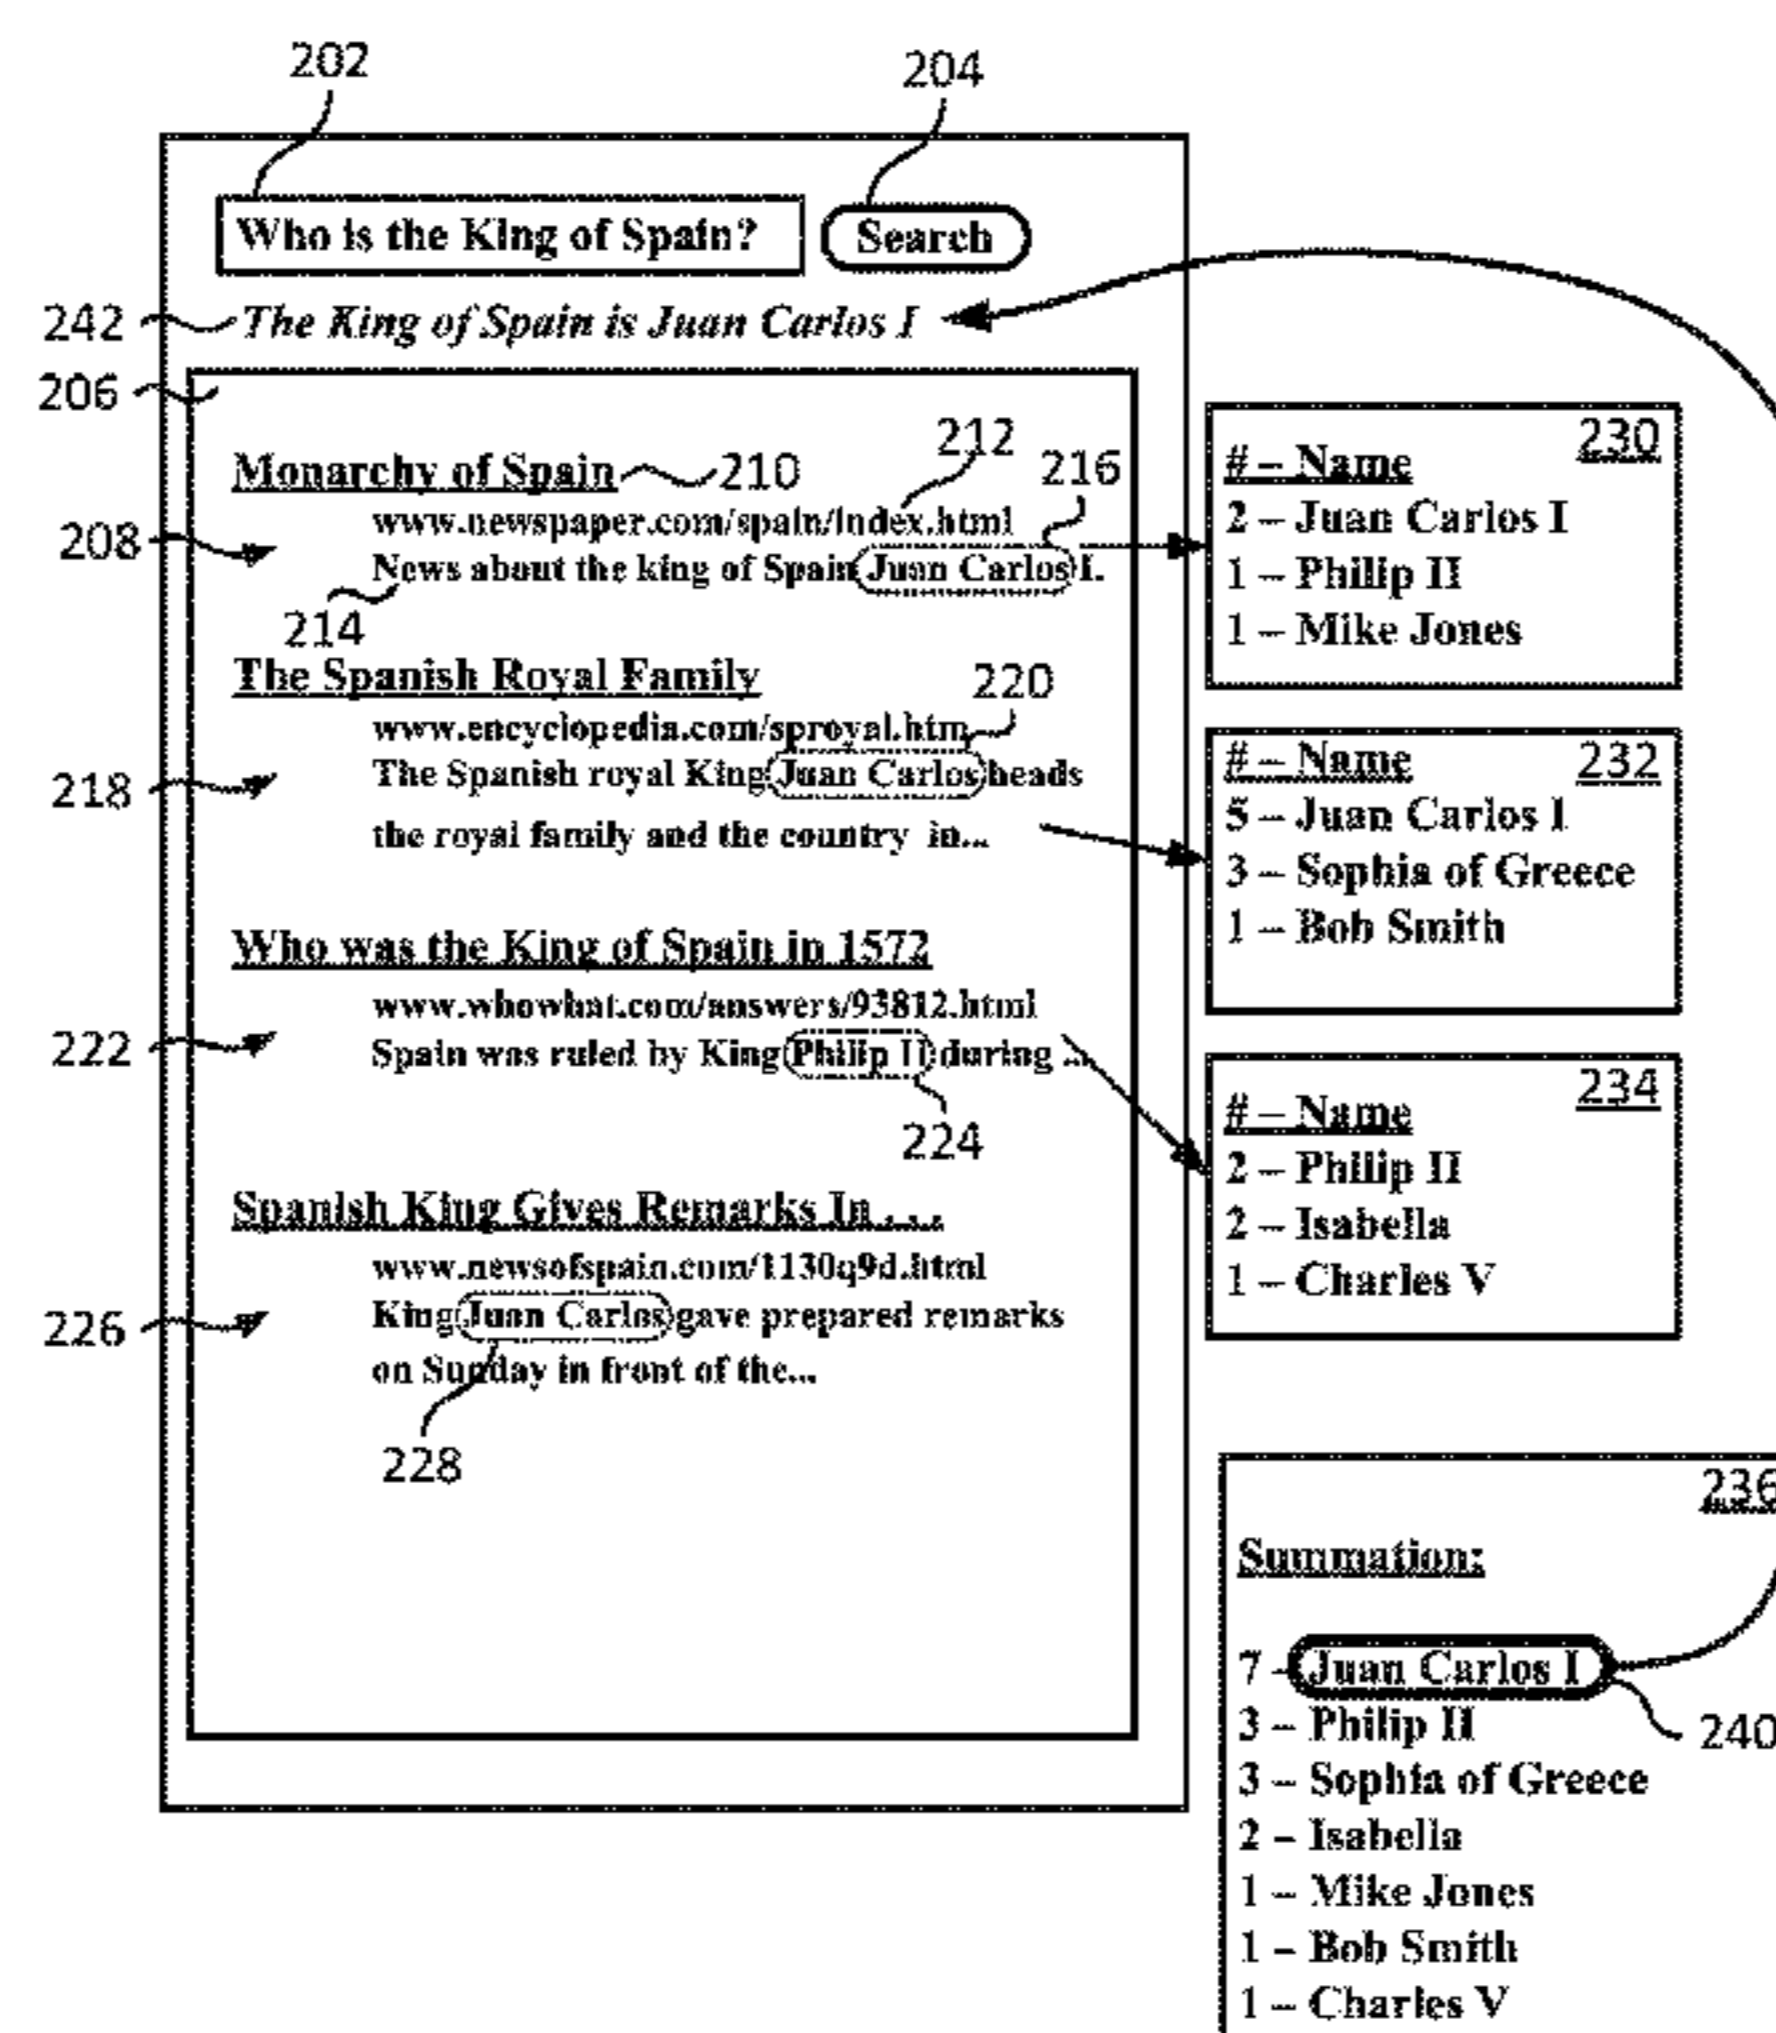 202
204
Who is the King of Spain?
Search
242
The King of Spain is Juan Carlos I
206
Monarchy of Spain
210
212
216
www.newspaper.com/spain/index.html
208
News about the king of Spain Juan Carlos I.
214
The Spanish Royal Family
220
www.encyclopedia.com/sproyal.htm
218
The Spanish royal King Juan Carlos heads
the royal family and the country in...
Who was the King of Spain in 1572
www.whowhat.com/answers/93812.html
222
Spain was ruled by King Philip II during ...
224
Spanish King Gives Remarks In . . .
www.newsofspain.com/1130q9d.html
226
King Juan Carlos gave prepared remarks
on Sunday in front of the...
228
230
# – Name
2 – Juan Carlos I
1 – Philip II
1 – Mike Jones
232
# – Name
5 – Juan Carlos I
3 – Sophia of Greece
1 – Bob Smith
234
# – Name
2 – Philip II
2 – Isabella
1 – Charles V
236
Summation:
7 – Juan Carlos I
3 – Philip II
240
3 – Sophia of Greece
2 – Isabella
1 – Mike Jones
1 – Bob Smith
1 – Charles V